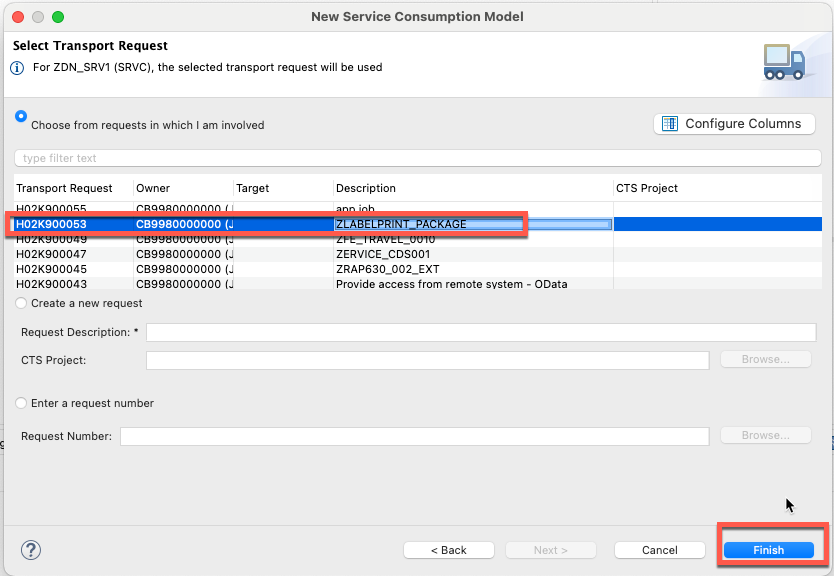 New Service Consumption Model
Select Transport Request
For ZDN_SRV1 (SRVC), the selected transport request will be used
Choose from requests in which I am involved
Configure Columns
type filter text
Transport Request Owner Target Description CTS Project
H02K900055 CB9980000000 ( app job
H02K900053 CB9980000000 (J ZLABELPRINT_PACKAGE
H02K900049 CB9980000000 (J ZFE_TRAVEL_0010
H02K900047 CB9980000000 (J ZERVICE_CDS001
H02K900045 CB9980000000 (J ZRAP630_002_EXT
H02K900043 CB9980000000 (J Provide access from remote system - OData
Create a new request
Request Description: *
CTS Project: Browse...
Enter a request number
Request Number: Browse...
? < Back Next > Cancel Finish